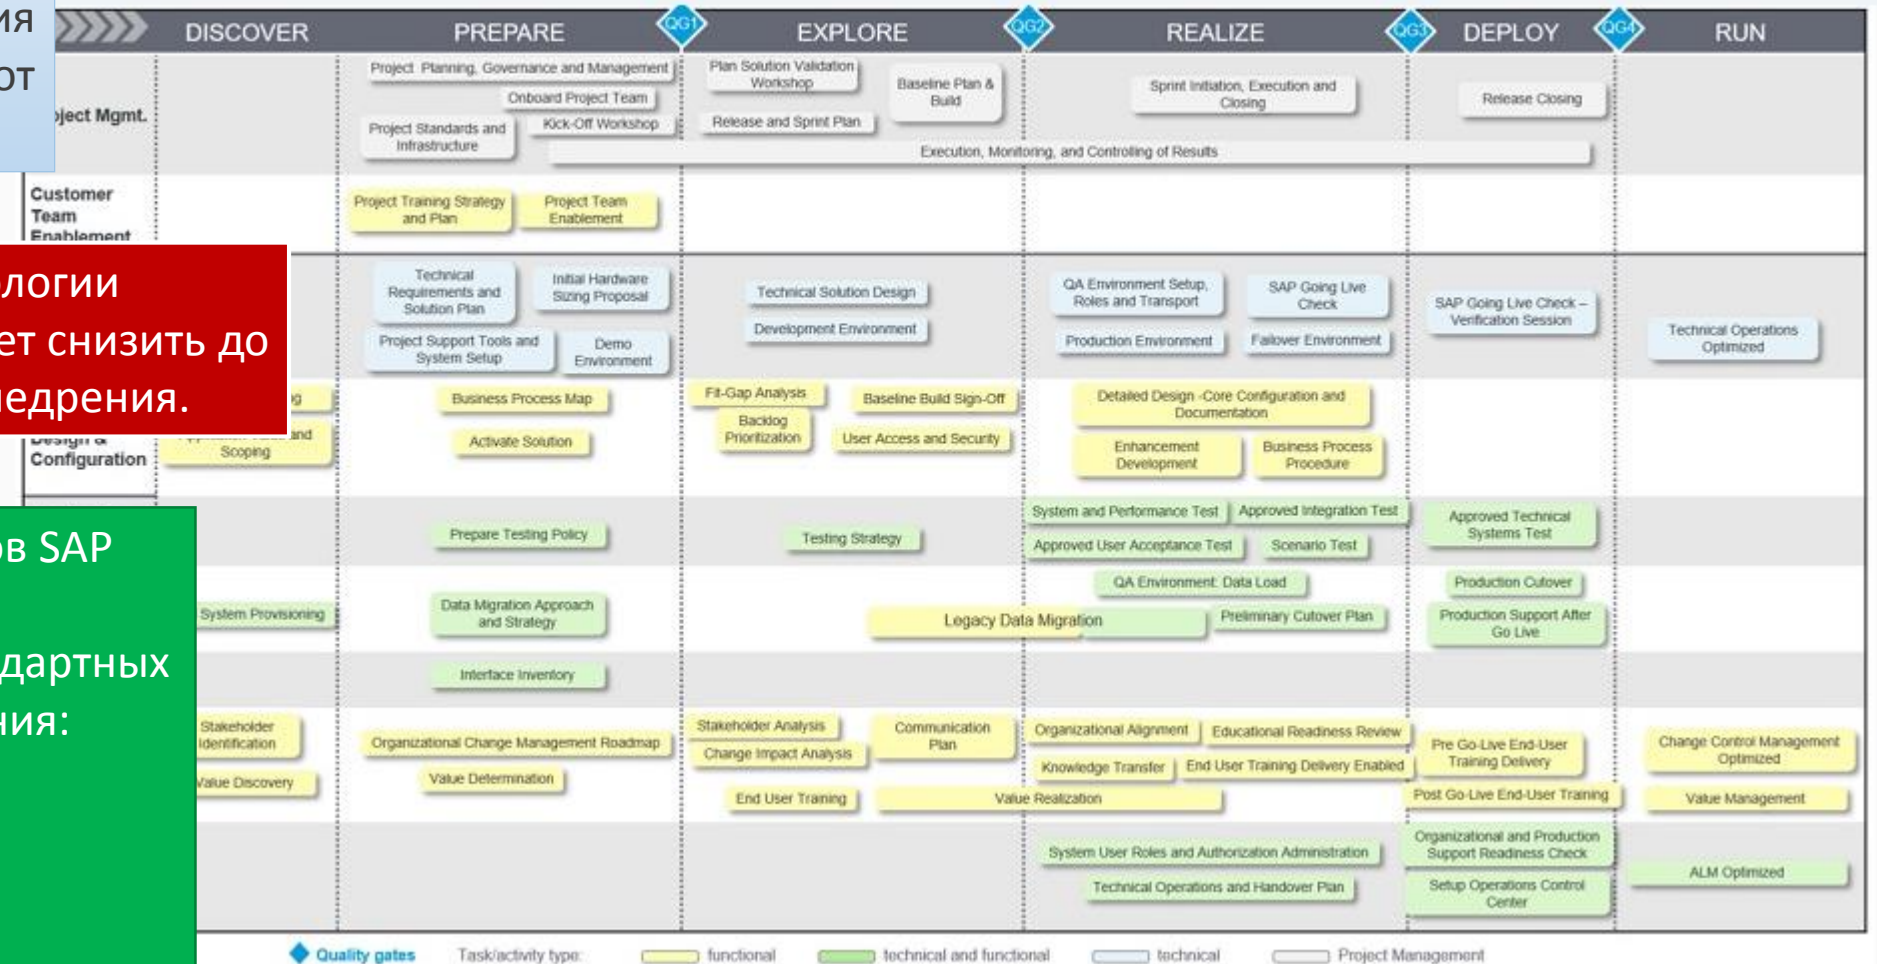 ия
от
DISCOVER
PREPARE
QG1
EXPLORE
QG2
REALIZE
QG3
DEPLOY
QG4
RUN
ject Mgmt.
Project Planning, Governance and Management
Onboard Project Team
Project Standards and
Infrastructure
Kick-Off Workshop
Plan Solution Validation
Workshop
Baseline Plan &
Build
Release and Sprint Plan
Sprint Initiation, Execution and
Closing
Release Closing
Execution, Monitoring, and Controlling of Results
Customer
Team
Enablement
Project Training Strategy
and Plan
Project Team
Enablement
ологии
ет снизить до
недрения.
Technical
Requirements and
Solution Plan
Initial Hardware
Sizing Proposal
Project Support Tools and
System Setup
Demo
Environment
Technical Solution Design
Development Environment
QA Environment Setup,
Roles and Transport
SAP Going Live
Check
Production Environment
Failover Environment
SAP Going Live Check –
Verification Session
Technical Operations
Optimized
Design &
Configuration
g
and
Scoping
Business Process Map
Activate Solution
Fit-Gap Analysis
Baseline Build Sign-Off
Backlog
Prioritization
User Access and Security
Detailed Design -Core Configuration and
Documentation
Enhancement
Development
Business Process
Procedure
ов SAP
дартных
ния:
Prepare Testing Policy
Testing Strategy
System and Performance Test
Approved Integration Test
Approved User Acceptance Test
Scenario Test
Approved Technical
Systems Test
System Provisioning
Data Migration Approach
and Strategy
Legacy Data Migration
QA Environment: Data Load
Preliminary Cutover Plan
Production Cutover
Production Support After
Go Live
Interface Inventory
Stakeholder
Identification
Value Discovery
Organizational Change Management Roadmap
Value Determination
Stakeholder Analysis
Change Impact Analysis
Communication
Plan
End User Training
Value Realization
Organizational Alignment
Educational Readiness Review
Knowledge Transfer
End User Training Delivery Enabled
Pre Go-Live End-User
Training Delivery
Post Go-Live End-User Training
Change Control Management
Optimized
Value Management
System User Roles and Authorization Administration
Technical Operations and Handover Plan
Organizational and Production
Support Readiness Check
Setup Operations Control
Center
ALM Optimized
Quality gates
Task/activity type:
functional
technical and functional
technical
Project Management